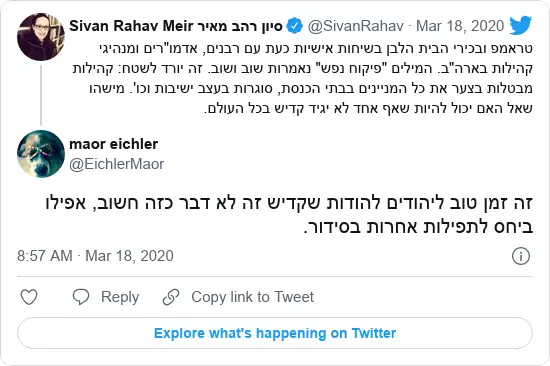 Sivan Rahav Meir סיון רהב מאיר @SivanRahav · Mar 18, 2020
טראמפ ובכירי הבית הלבן בשיחות אישיות כעת עם רבנים, אדמו"רים ומנהיגי
קהילות בארה"ב. המילים "פיקוח נפש" נאמרות שוב ושוב. זה יורד לשטח: קהילות
מבטלות בצער את כל המניינים בבתי הכנסת, סוגרות בעצב ישיבות וכו'. מישהו
שאל האם יכול להיות שאף אחד לא יגיד קדיש בכל העולם.
maor eichler
@EichlerMaor
זה זמן טוב ליהודים להודות שקדיש זה לא דבר כזה חשוב, אפילו
ביחס לתפילות אחרות בסידור.
8:57 AM · Mar 18, 2020
Reply
Copy link to Tweet
Explore what's happening on Twitter